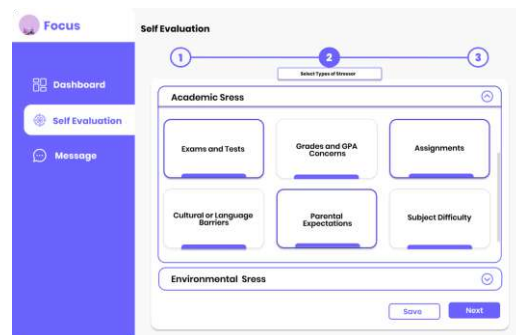 Focus
Self Evaluation
1
2
3
Select Types of Stressor
Dashboard
Self Evaluation
Message
Academic Sress
Exams and Tests
Grades and GPA
Concerns
Assignments
Cultural or Language
Barriers
Parental
Expectations
Subject Difficulty
Environmental Sress
Save
Next